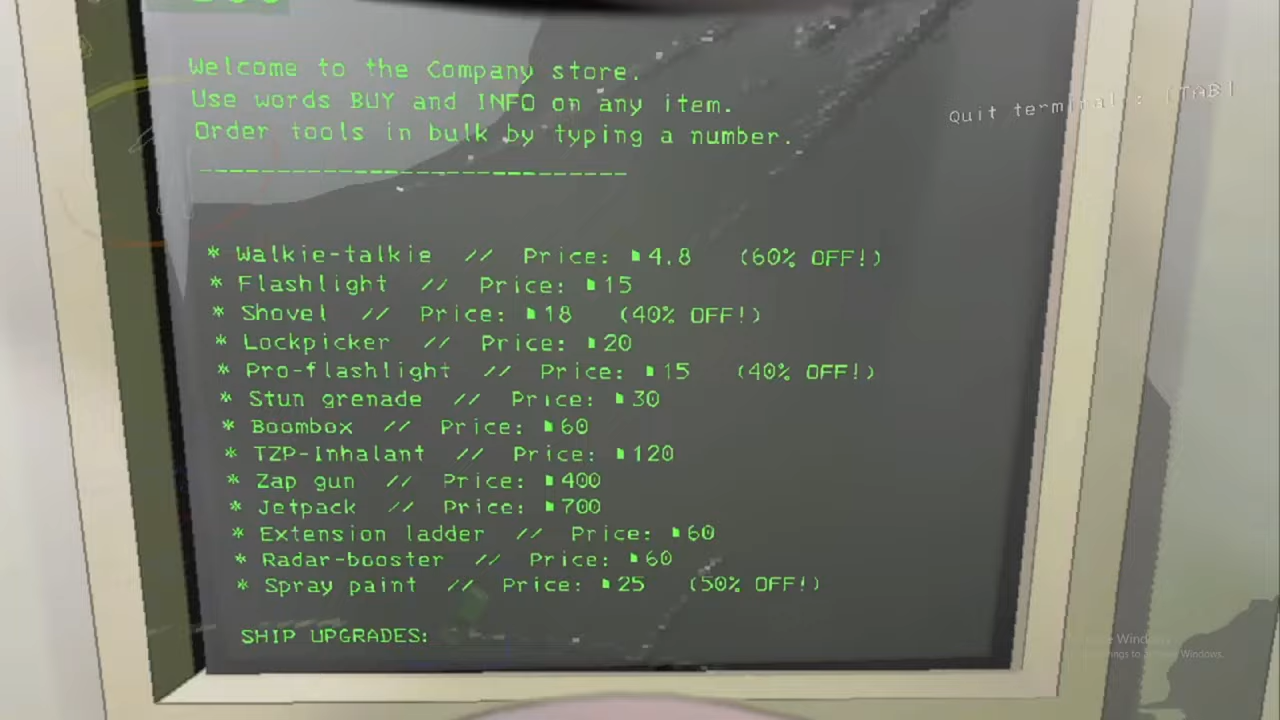 Welcome to the Company store.
Use words BUY and INFO on any item.
Order tools in bulk by typing a number.
----------------------------
Quit terminal : [TAB]
* Walkie-talkie // Price: ▮4.8 (60% OFF!)
* Flashlight // Price: ▮15
* Shovel // Price: ▮18 (40% OFF!)
* Lockpicker // Price: ▮20
* Pro-flashlight // Price: ▮15 (40% OFF!)
* Stun grenade // Price: ▮30
* Boombox // Price: ▮60
* TZP-Inhalant // Price: ▮120
* Zap gun // Price: ▮400
* Jetpack // Price: ▮700
* Extension ladder // Price: ▮60
* Radar-booster // Price: ▮60
* Spray paint // Price: ▮25 (50% OFF!)
SHIP UPGRADES:
Windows
Windows.